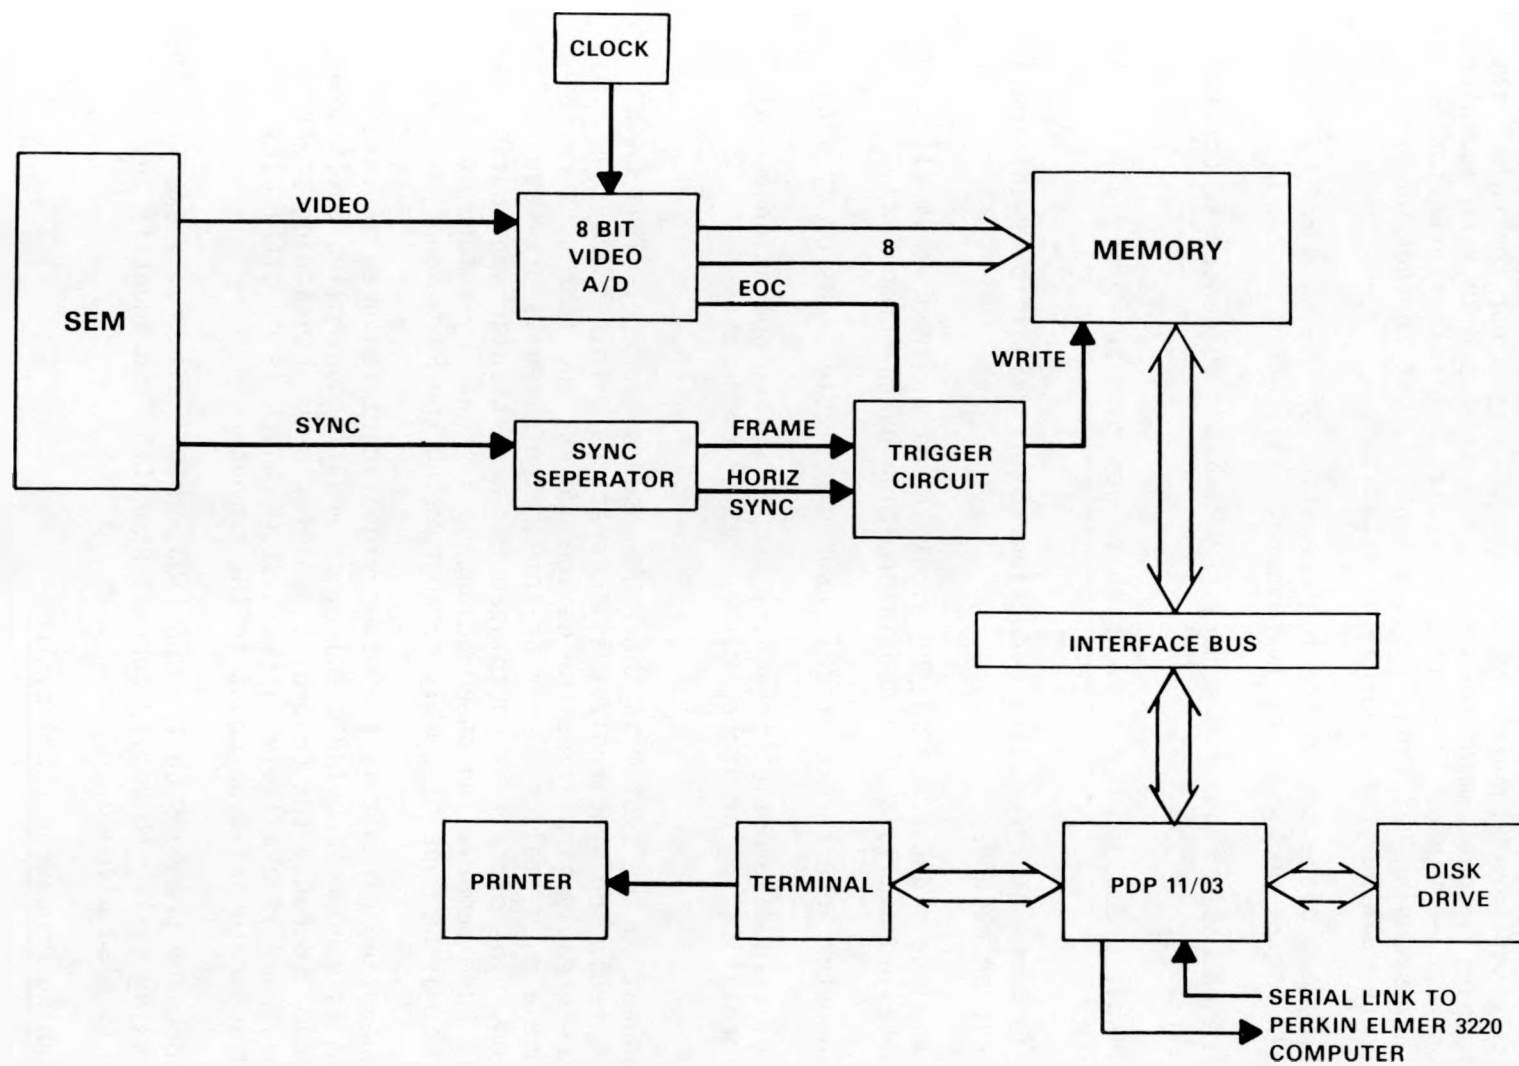 CLOCK
SEM
VIDEO
8 BIT
VIDEO
A/D
8
EOC
MEMORY
WRITE
SYNC
SYNC
SEPERATOR
FRAME
HORIZ
SYNC
TRIGGER
CIRCUIT
INTERFACE BUS
PRINTER
TERMINAL
PDP 11/03
DISK
DRIVE
SERIAL LINK TO
PERKIN ELMER 3220
COMPUTER